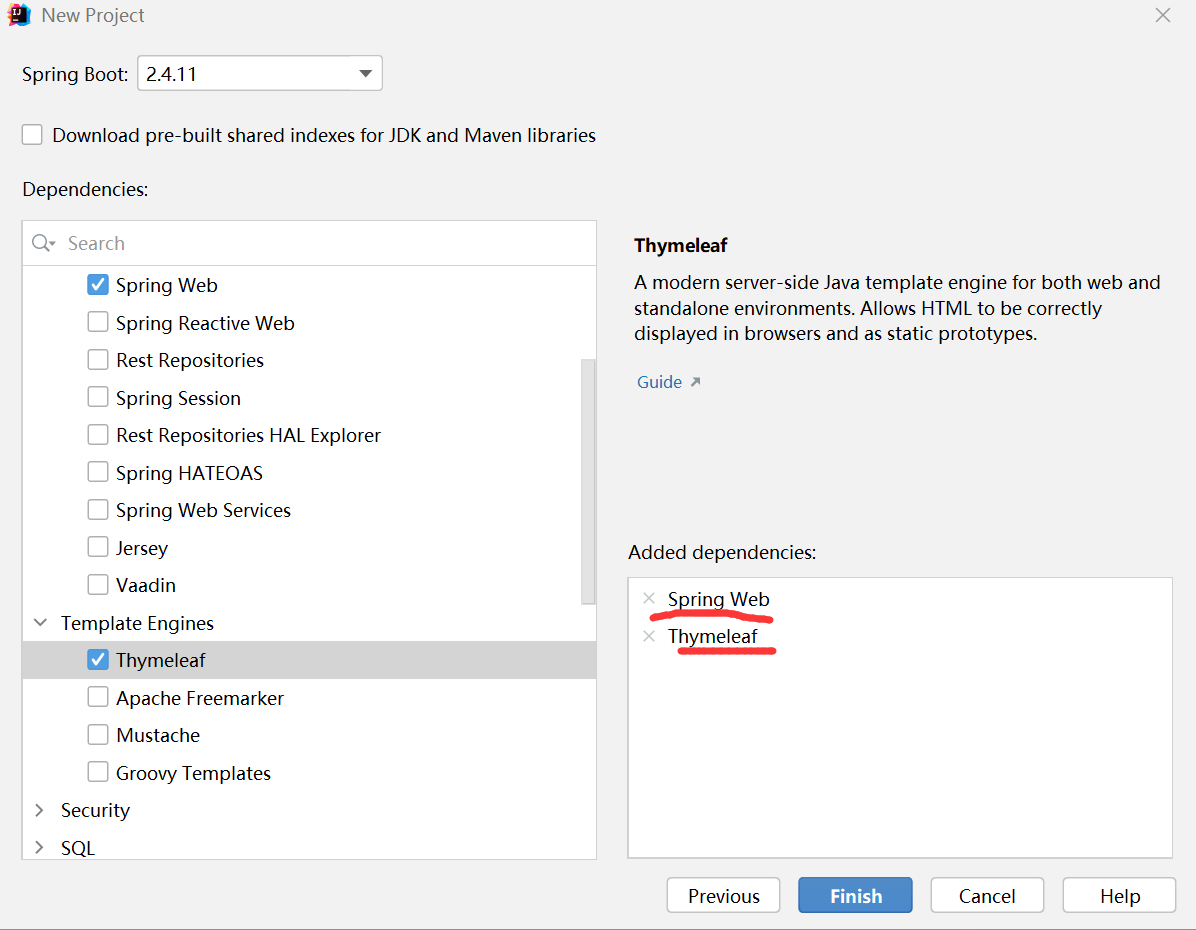 New Project
Spring Boot: 2.4.11
Download pre-built shared indexes for JDK and Maven libraries
Dependencies:
Search
Spring Web
Spring Reactive Web
Rest Repositories
Spring Session
Rest Repositories HAL Explorer
Spring HATEOAS
Spring Web Services
Jersey
Vaadin
Template Engines
Thymeleaf
Apache Freemarker
Mustache
Groovy Templates
Security
SQL
Thymeleaf
A modern server-side Java template engine for both web and
standalone environments. Allows HTML to be correctly
displayed in browsers and as static prototypes.
Guide
Added dependencies:
Spring Web
Thymeleaf
Previous Finish Cancel Help